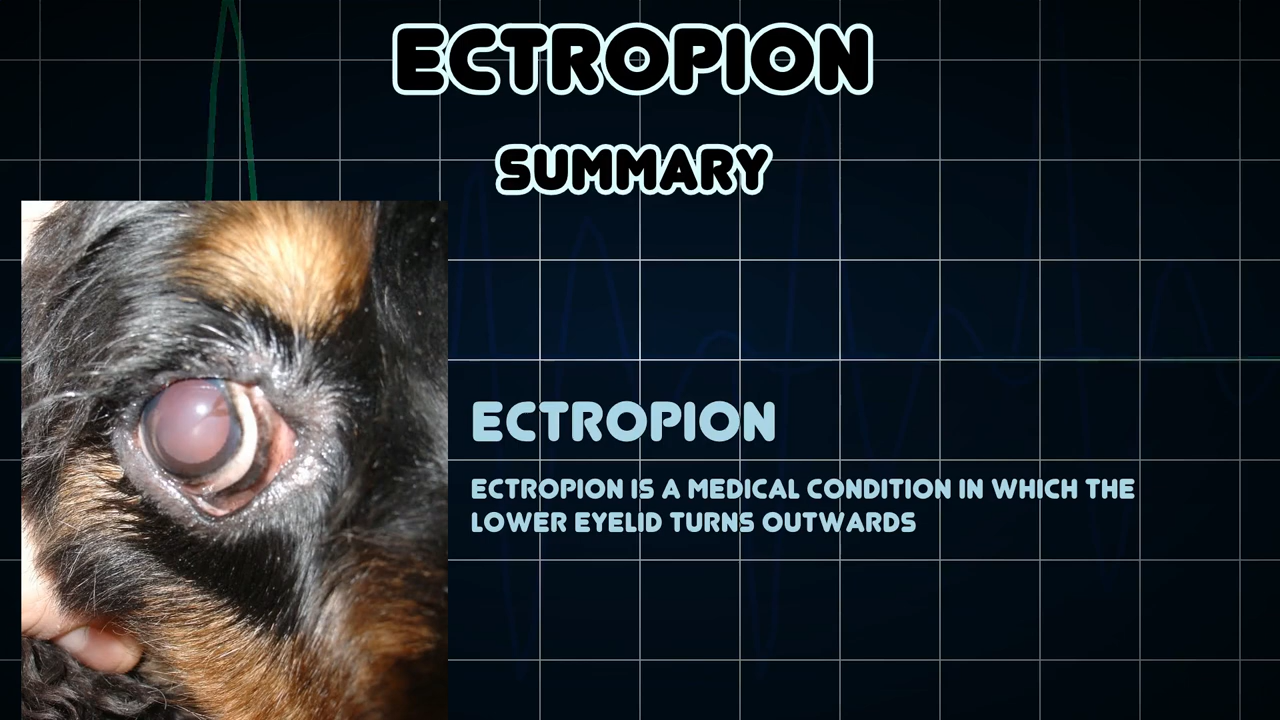 ECTROPION
SUMMARY
ECTROPION
ECTROPION IS A MEDICAL CONDITION IN WHICH THE
LOWER EYELID TURNS OUTWARDS